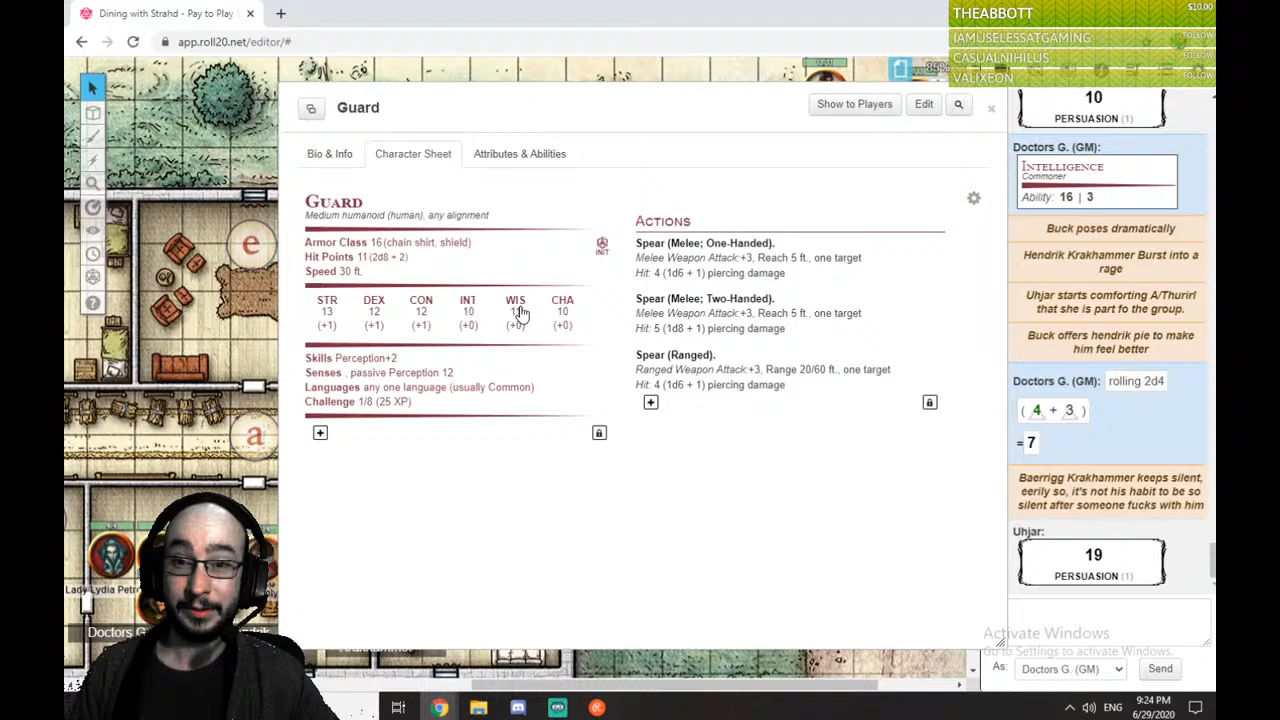 Dining with Strahd - Pay to Play
app.roll20.net/editor/#
THEABBOTT
$10.00
IAMUSELESSATGAMING
FOLLOW
CASUALNIHILUS
FOLLOW
VALIXEON
FOLLOW
Guard
Show to Players
Edit
Bio & Info
Character Sheet
Attributes & Abilities
GUARD
Medium humanoid (human), any alignment
Armor Class 16 (chain shirt, shield)
Hit Points 11 (2d8 + 2)
Speed 30 ft.
INIT
STR DEX CON INT WIS CHA
13 12 12 10 10
(+1) (+1) (+1) (+0) (+0) (+0)
Skills Perception+2
Senses , passive Perception 12
Languages any one language (usually Common)
Challenge 1/8 (25 XP)
ACTIONS
Spear (Melee; One-Handed).
Melee Weapon Attack:+3, Reach 5 ft., one target
Hit: 4 (1d6 + 1) piercing damage
Spear (Melee; Two-Handed).
Melee Weapon Attack:+3, Reach 5 ft., one target
Hit: 5 (1d8 + 1) piercing damage
Spear (Ranged).
Ranged Weapon Attack:+3, Range 20/60 ft., one target
Hit: 4 (1d6 + 1) piercing damage
e
a
Lady Lydia Petro
Doctors G
10
PERSUASION (1)
Doctors G. (GM):
INTELLIGENCE
Commoner
Ability: 16 | 3
Buck poses dramatically
Hendrik Krakhammer Burst into a
rage
Uhjar starts comforting A/Thurirl
that she is part fo the group.
Buck offers hendrik pie to make
him feel better
Doctors G. (GM): rolling 2d4
( 4 + 3 )
=7
Baerrigg Krakhammer keeps silent,
eerily so, it's not his habit to be so
silent after someone fucks with him
Uhjar:
19
PERSUASION (1)
Activate Windows
Go to Settings to activate Windows.
As: Doctors G. (GM) Send
ENG
9:24 PM
6/29/2020